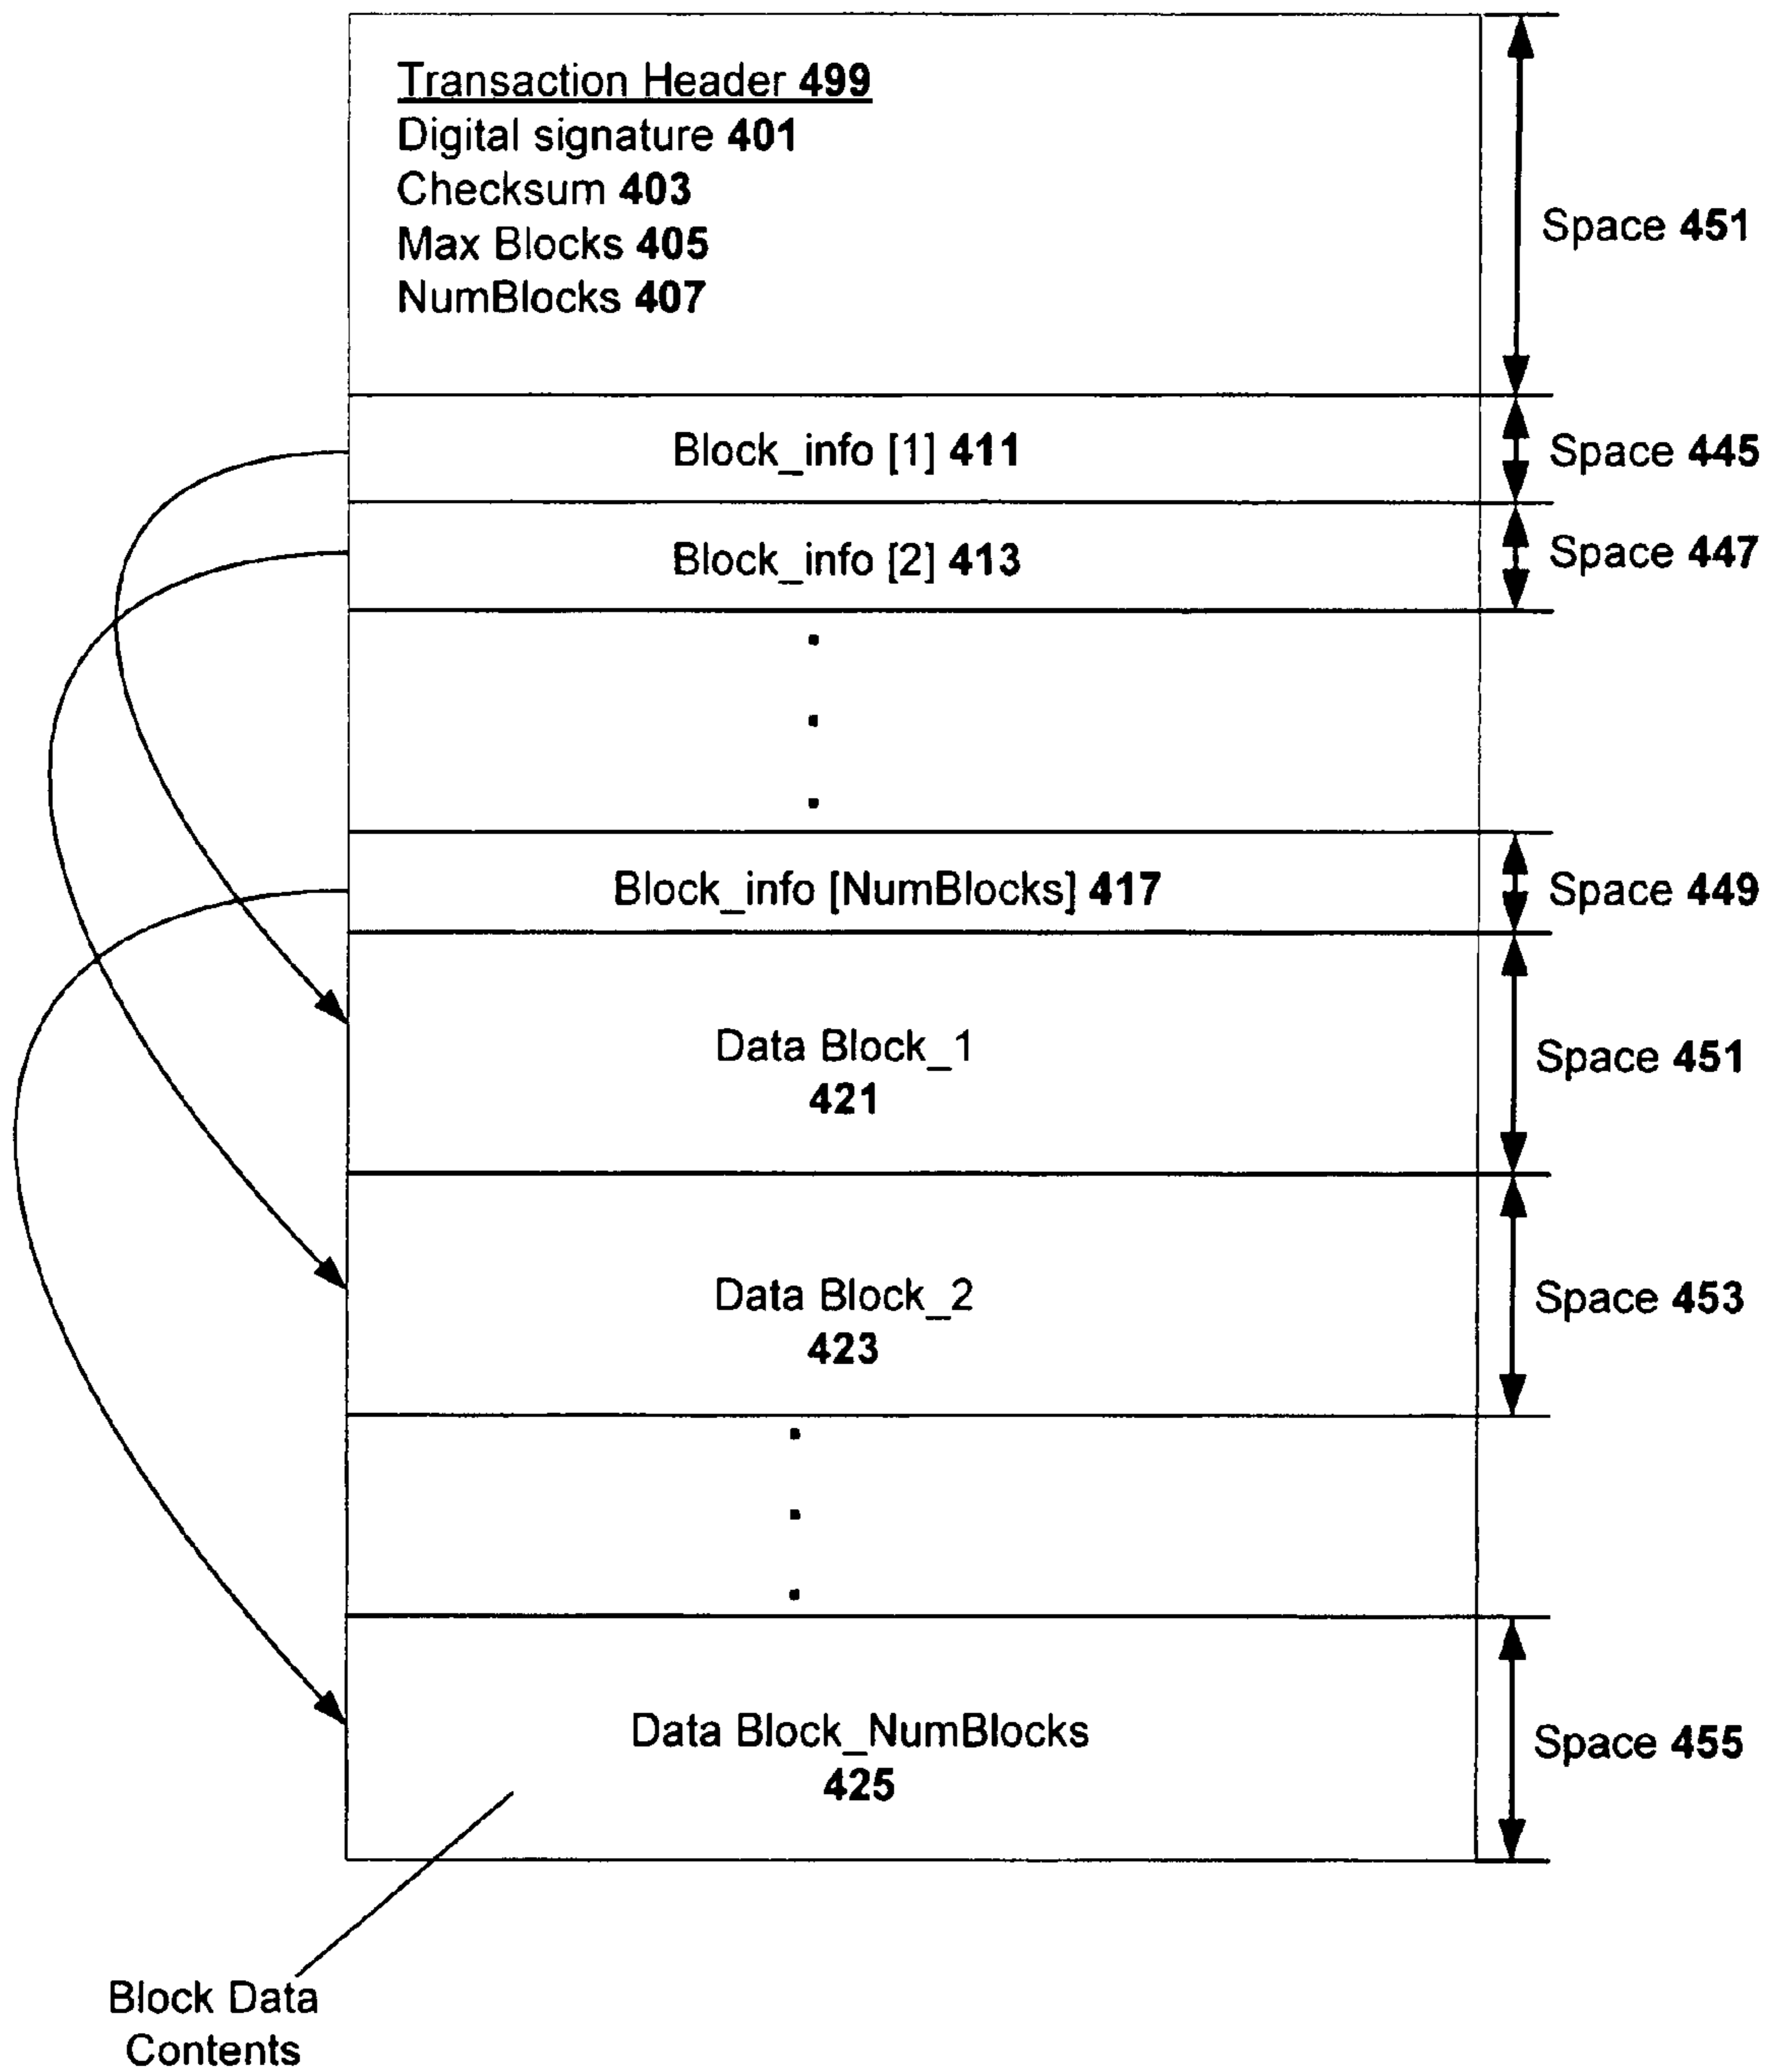 Transaction Header 499
Digital signature 401
Checksum 403
Max Blocks 405
NumBlocks 407
Space 451
Block_info [1] 411
Space 445
Block_info [2] 413
Space 447
Block_info [NumBlocks] 417
Space 449
Data Block_1
421
Space 451
Data Block_2
423
Space 453
Data Block_NumBlocks
425
Space 455
Block Data
Contents